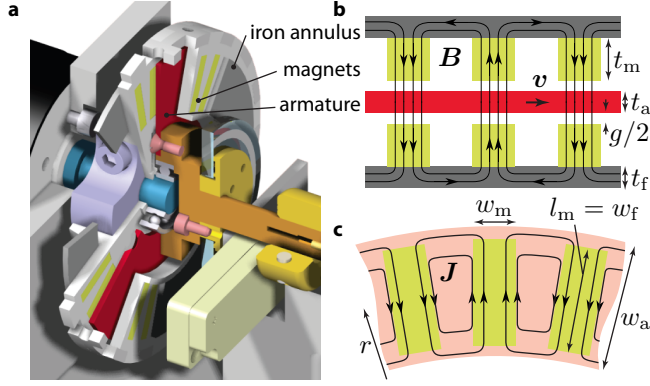 a
iron annulus
magnets
armature
b
B
v
t_m
t_a
g/2
t_f
c
w_m
l_m = w_f
J
r
w_a